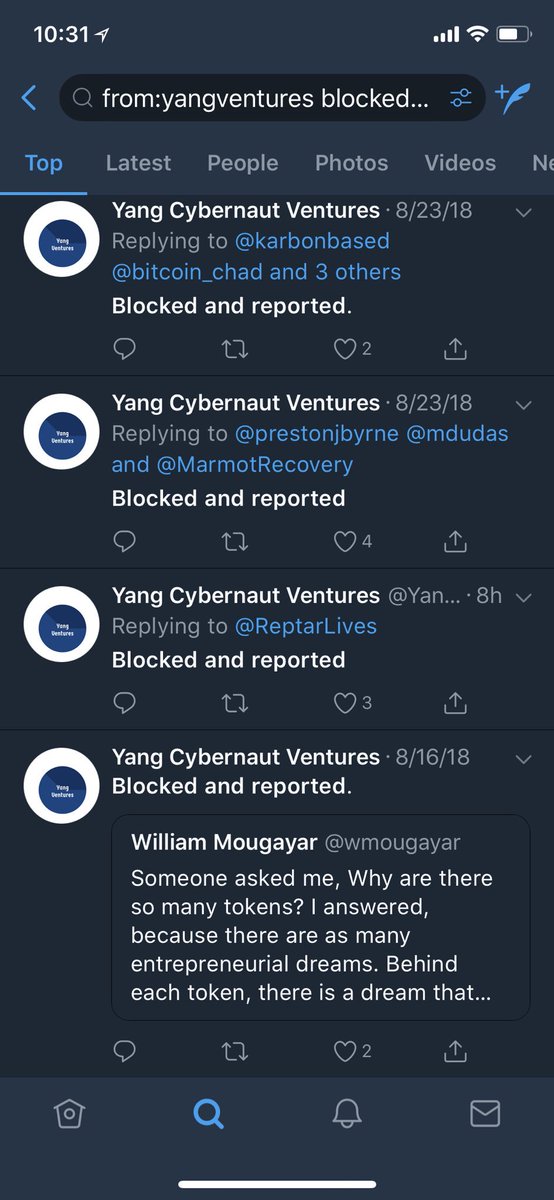 10:31
from:yangventures blocked...
Top Latest People Photos Videos Ne
Yang Ventures
Yang Cybernaut Ventures · 8/23/18
Replying to @karbonbased
@bitcoin_chad and 3 others
Blocked and reported.
2
Yang Ventures
Yang Cybernaut Ventures · 8/23/18
Replying to @prestonjbyrne @mdudas
and @MarmotRecovery
Blocked and reported
4
Yang Ventures
Yang Cybernaut Ventures @Yan... · 8h
Replying to @ReptarLives
Blocked and reported
3
Yang Ventures
Yang Cybernaut Ventures · 8/16/18
Blocked and reported.
William Mougayar @wmougayar
Someone asked me, Why are there
so many tokens? I answered,
because there are as many
entrepreneurial dreams. Behind
each token, there is a dream that...
2